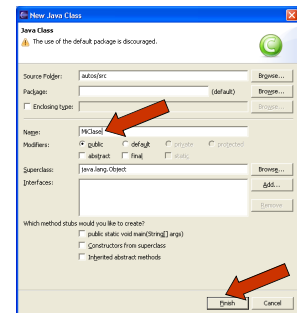 New Java Class
Java Class
The use of the default package is discouraged.
Source Folder: autos/src Browse...
Package: (default) Browse...
Enclosing type: Browse...
Name: MiClase
Modifiers: public default private protected
abstract final static
Superclass: java.lang.Object Browse...
Interfaces: Add...
Remove
Which method stubs would you like to create?
public static void main(String[] args)
Constructors from superclass
Inherited abstract methods
Finish Cancel